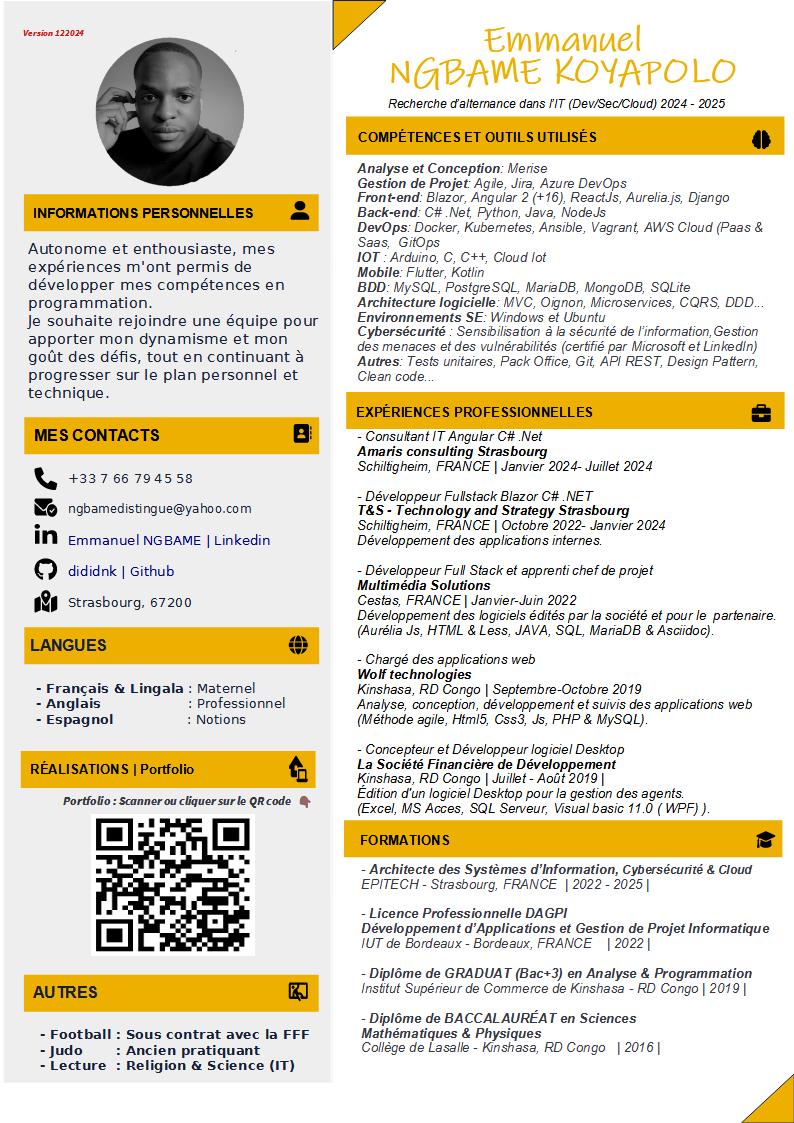 Version 122024
INFORMATIONS PERSONNELLES
Autonome et enthousiaste, mes
expériences m'ont permis de
développer mes compétences en
programmation.
Je souhaite rejoindre une équipe pour
apporter mon dynamisme et mon
goût des défis, tout en continuant à
progresser sur le plan personnel et
technique.
MES CONTACTS
+33 7 66 79 45 58
ngbamedistingue@yahoo.com
Emmanuel NGBAME | Linkedin
dididnk | Github
Strasbourg, 67200
LANGUES
- Français & Lingala : Maternel
- Anglais : Professionnel
- Espagnol : Notions
RÉALISATIONS | Portfolio
Portfolio : Scanner ou cliquer sur le QR code
AUTRES
- Football : Sous contrat avec la FFF
- Judo : Ancien pratiquant
- Lecture : Religion & Science (IT)
Emmanuel
NGBAME KOYAPOLO
Recherche d'alternance dans l'IT (Dev/Sec/Cloud) 2024 - 2025
COMPÉTENCES ET OUTILS UTILISÉS
Analyse et Conception: Merise
Gestion de Projet: Agile, Jira, Azure DevOps
Front-end: Blazor, Angular 2 (+16), ReactJs, Aurelia.js, Django
Back-end: C# .Net, Python, Java, NodeJs
DevOps: Docker, Kubernetes, Ansible, Vagrant, AWS Cloud (Paas &
Saas, GitOps
IOT : Arduino, C, C++, Cloud Iot
Mobile: Flutter, Kotlin
BDD: MySQL, PostgreSQL, MariaDB, MongoDB, SQLite
Architecture logicielle: MVC, Oignon, Microservices, CQRS, DDD...
Environnements SE: Windows et Ubuntu
Cybersécurité : Sensibilisation à la sécurité de l'information,Gestion
des menaces et des vulnérabilités (certifié par Microsoft et LinkedIn)
Autres: Tests unitaires, Pack Office, Git, API REST, Design Pattern,
Clean code...
EXPÉRIENCES PROFESSIONNELLES
- Consultant IT Angular C# .Net
Amaris consulting Strasbourg
Schiltigheim, FRANCE | Janvier 2024- Juillet 2024
- Développeur Fullstack Blazor C# .NET
T&S - Technology and Strategy Strasbourg
Schiltigheim, FRANCE | Octobre 2022- Janvier 2024
Développement des applications internes.
- Développeur Full Stack et apprenti chef de projet
Multimédia Solutions
Cestas, FRANCE | Janvier-Juin 2022
Développement des logiciels édités par la société et pour le partenaire.
(Aurélia Js, HTML & Less, JAVA, SQL, MariaDB & Asciidoc).
- Chargé des applications web
Wolf technologies
Kinshasa, RD Congo | Septembre-Octobre 2019
Analyse, conception, développement et suivis des applications web
(Méthode agile, Html5, Css3, Js, PHP & MySQL).
- Concepteur et Développeur logiciel Desktop
La Société Financière de Développement
Kinshasa, RD Congo | Juillet - Août 2019 |
Édition d'un logiciel Desktop pour la gestion des agents.
(Excel, MS Acces, SQL Serveur, Visual basic 11.0 ( WPF) ).
FORMATIONS
- Architecte des Systèmes d'Information, Cybersécurité & Cloud
EPITECH - Strasbourg, FRANCE | 2022 - 2025 |
- Licence Professionnelle DAGPI
Développement d'Applications et Gestion de Projet Informatique
IUT de Bordeaux - Bordeaux, FRANCE | 2022 |
- Diplôme de GRADUAT (Bac+3) en Analyse & Programmation
Institut Supérieur de Commerce de Kinshasa - RD Congo | 2019 |
- Diplôme de BACCALAURÉAT en Sciences
Mathématiques & Physiques
Collège de Lasalle - Kinshasa, RD Congo | 2016 |